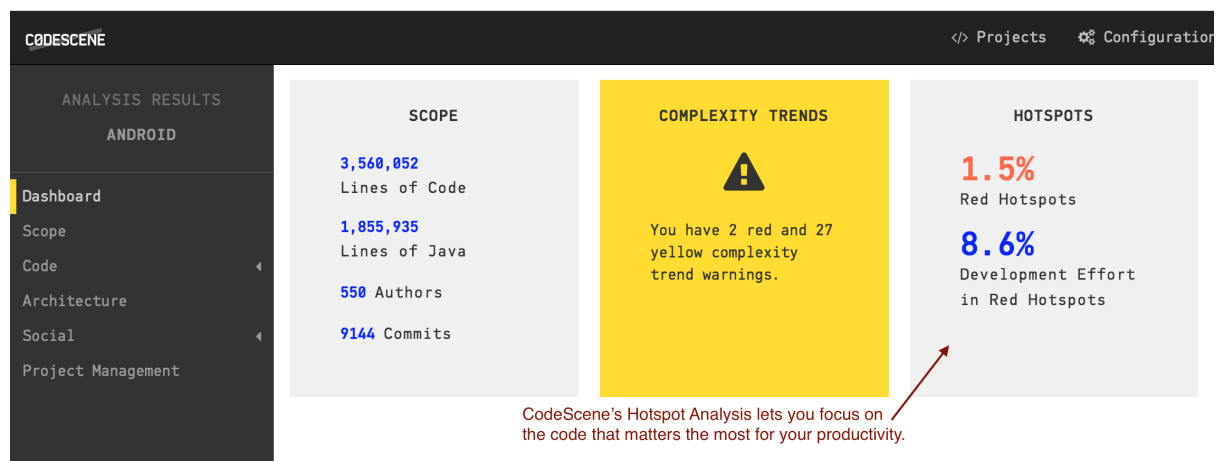 CODESCENE
</> Projects
Configuration
ANALYSIS RESULTS
ANDROID
Dashboard
Scope
Code
Architecture
Social
Project Management
SCOPE
3,560,052
Lines of Code
1,855,935
Lines of Java
550 Authors
9144 Commits
COMPLEXITY TRENDS
You have 2 red and 27
yellow complexity
trend warnings.
HOTSPOTS
1.5%
Red Hotspots
8.6%
Development Effort
in Red Hotspots
CodeScene’s Hotspot Analysis lets you focus on
the code that matters the most for your productivity.